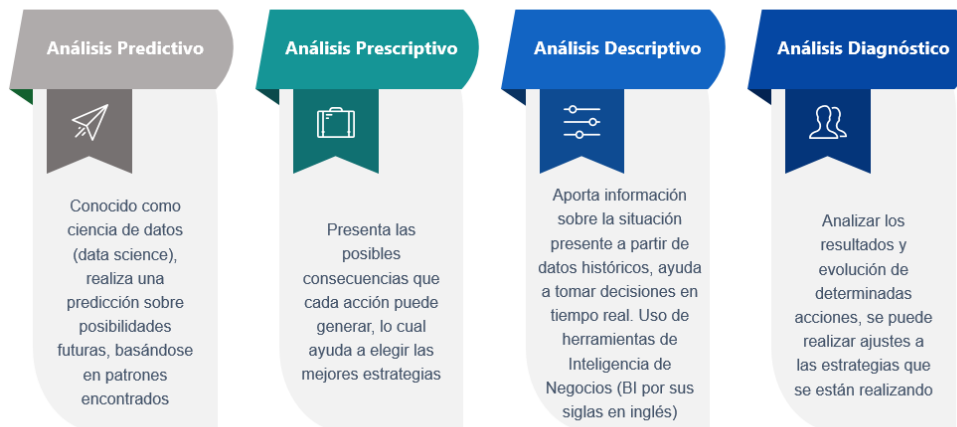 Análisis Predictivo
Conocido como
ciencia de datos
(data science),
realiza una
predicción sobre
posibilidades
futuras, basándose
en patrones
encontrados
Análisis Prescriptivo
Presenta las
posibles
consecuencias que
cada acción puede
generar, lo cual
ayuda a elegir las
mejores estrategias
Análisis Descriptivo
Aporta información
sobre la situación
presente a partir de
datos históricos, ayuda
a tomar decisiones en
tiempo real. Uso de
herramientas de
Inteligencia de
Negocios (BI por sus
siglas en inglés)
Análisis Diagnóstico
Analizar los
resultados y
evolución de
determinadas
acciones, se puede
realizar ajustes a
las estrategias que
se están realizando